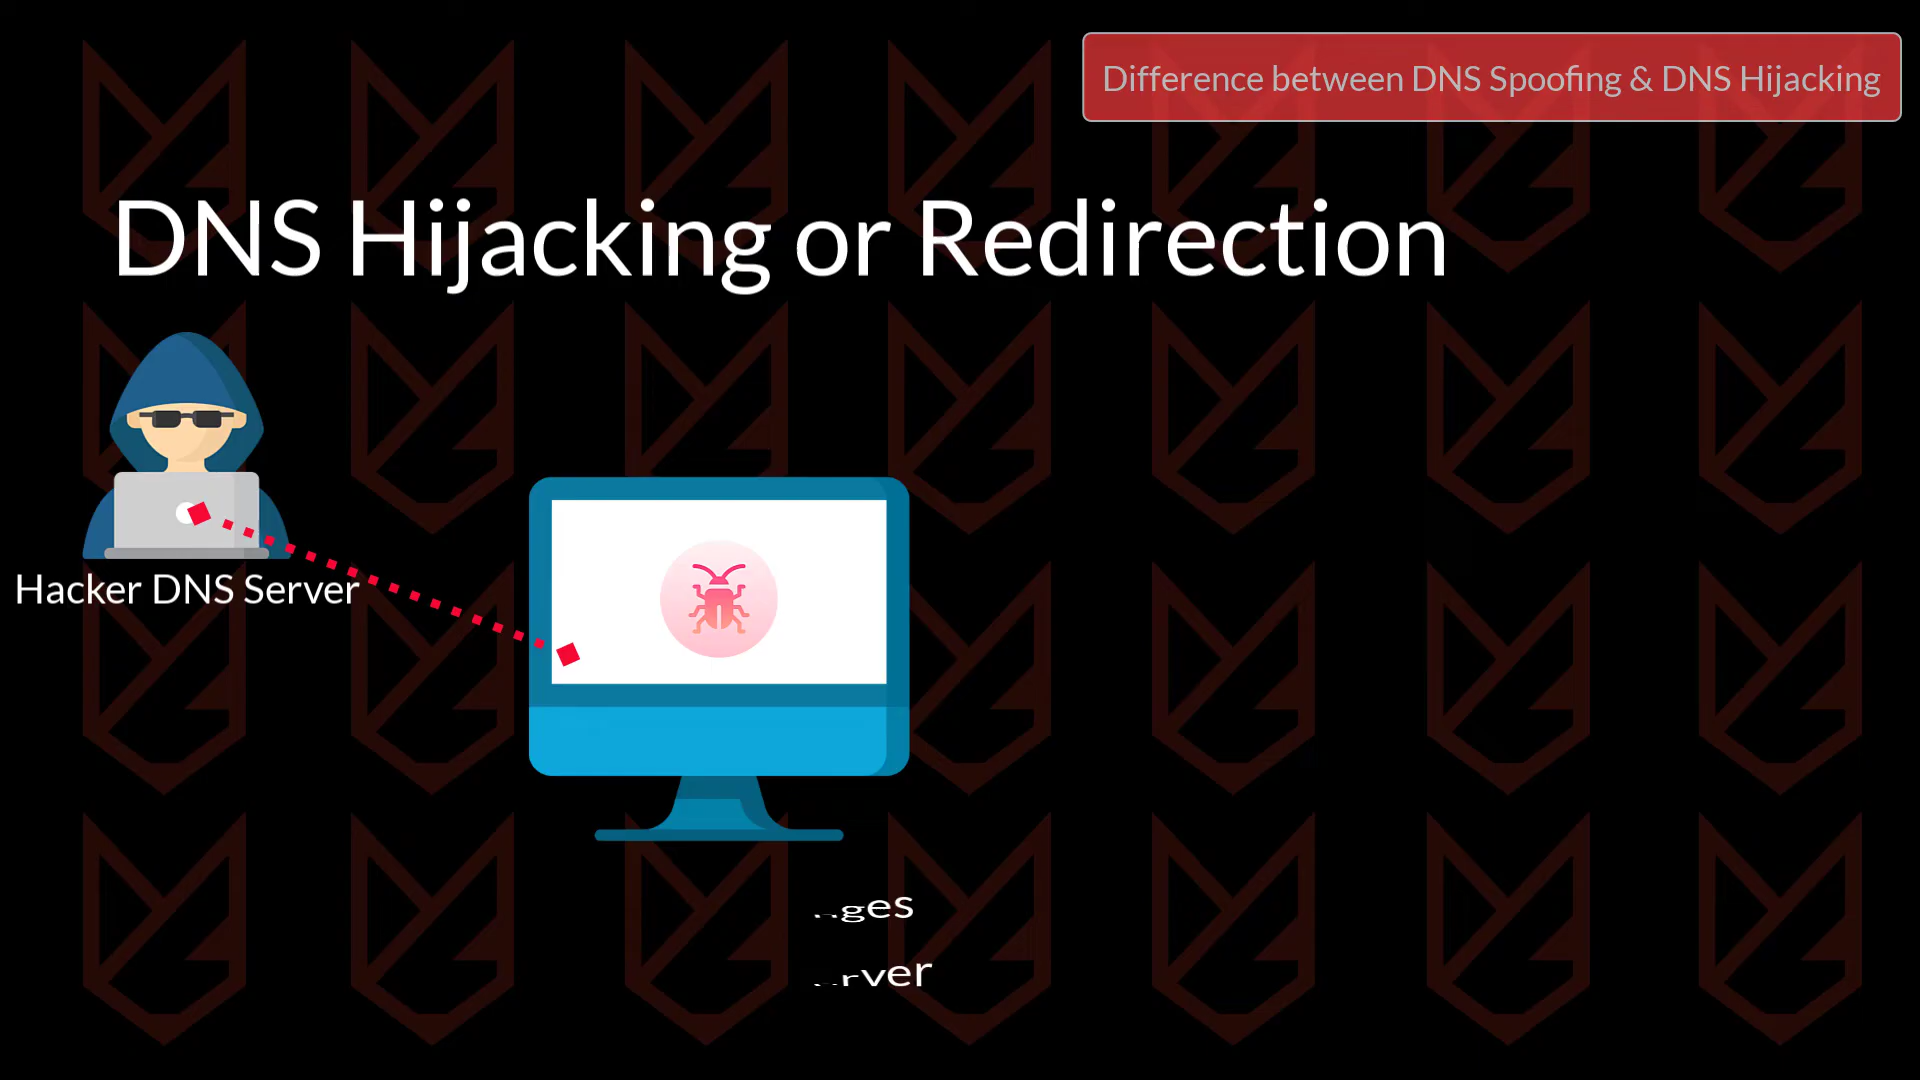 Difference between DNS Spoofing & DNS Hijacking
DNS Hijacking or Redirection
Hacker DNS Server